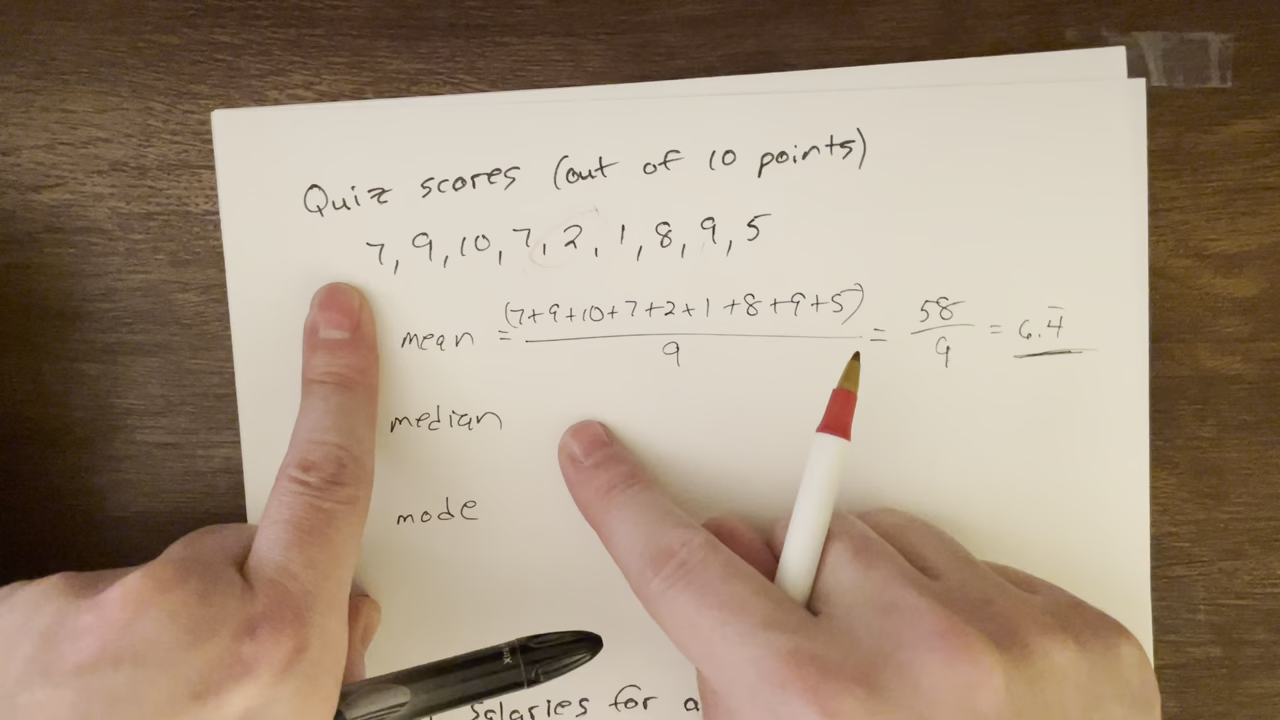 Quiz scores (out of 10 points)
7, 9, 10, 7, 2, 1, 8, 9, 5
mean = (7+9+10+7+2+1+8+9+5) / 9 = 58 / 9 = 6.4̅
median
mode
salaries for a